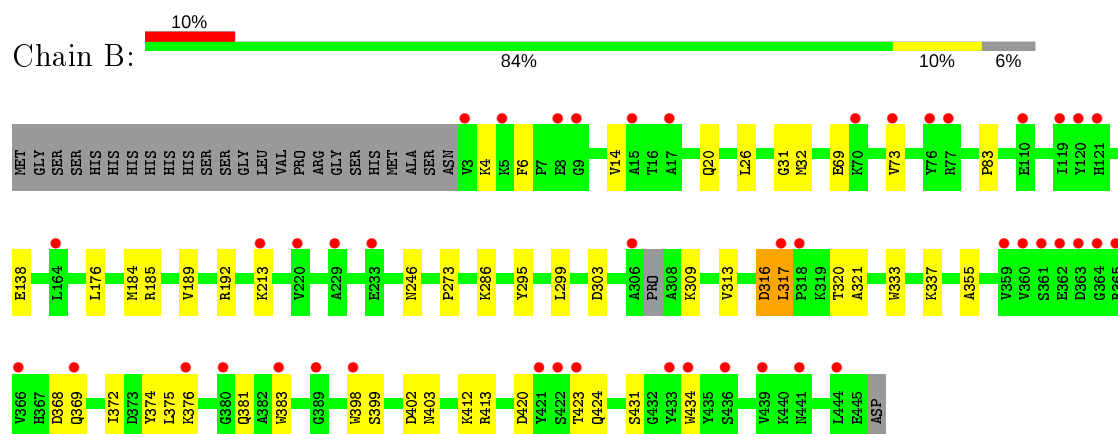 10%
Chain B:
84% 10% 6%
MET GLY SER SER HIS HIS HIS HIS HIS HIS SER SER GLY LEU VAL PRO ARG GLY SER HIS MET ALA SER ASN V3 K4 K5 F6 P7 E8 G9 V14 A15 T16 A17 Q20 L26 G31 M32 E69 K70 V73 Y76 R77 P83 E110 I119 Y120 H121
E138 L164 L176 M184 R185 V189 R192 K213 V220 A229 E233 N246 P273 K286 Y295 L299 D303 A306 PRO A308 K309 V313 D316 L317 P318 K319 T320 A321 W333 K337 A355 V359 V360 S361 E362 D363 G364 R365
V366 H367 D368 Q369 I372 D373 Y374 L375 K376 G380 Q381 A382 W383 G389 W398 S399 D402 N403 K412 R413 D420 Y421 S422 T423 Q424 S431 G432 Y433 W434 Y435 S436 V439 K440 N441 L444 E445 ASP